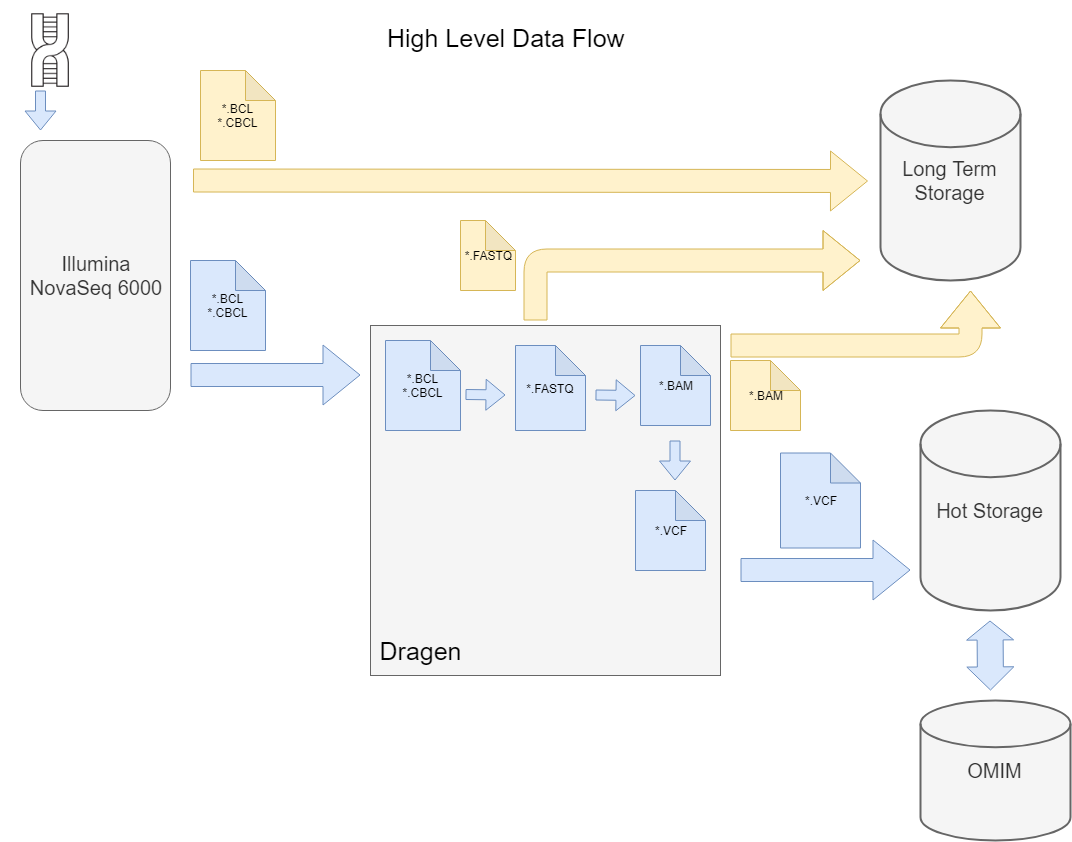 High Level Data Flow
*.BCL
*.CBCL
Long Term
Storage
Illumina
NovaSeq 6000
*.FASTQ
*.BCL
*.CBCL
*.BCL
*.CBCL
*.FASTQ
*.BAM
*.BAM
*.VCF
Hot Storage
*.VCF
Dragen
OMIM